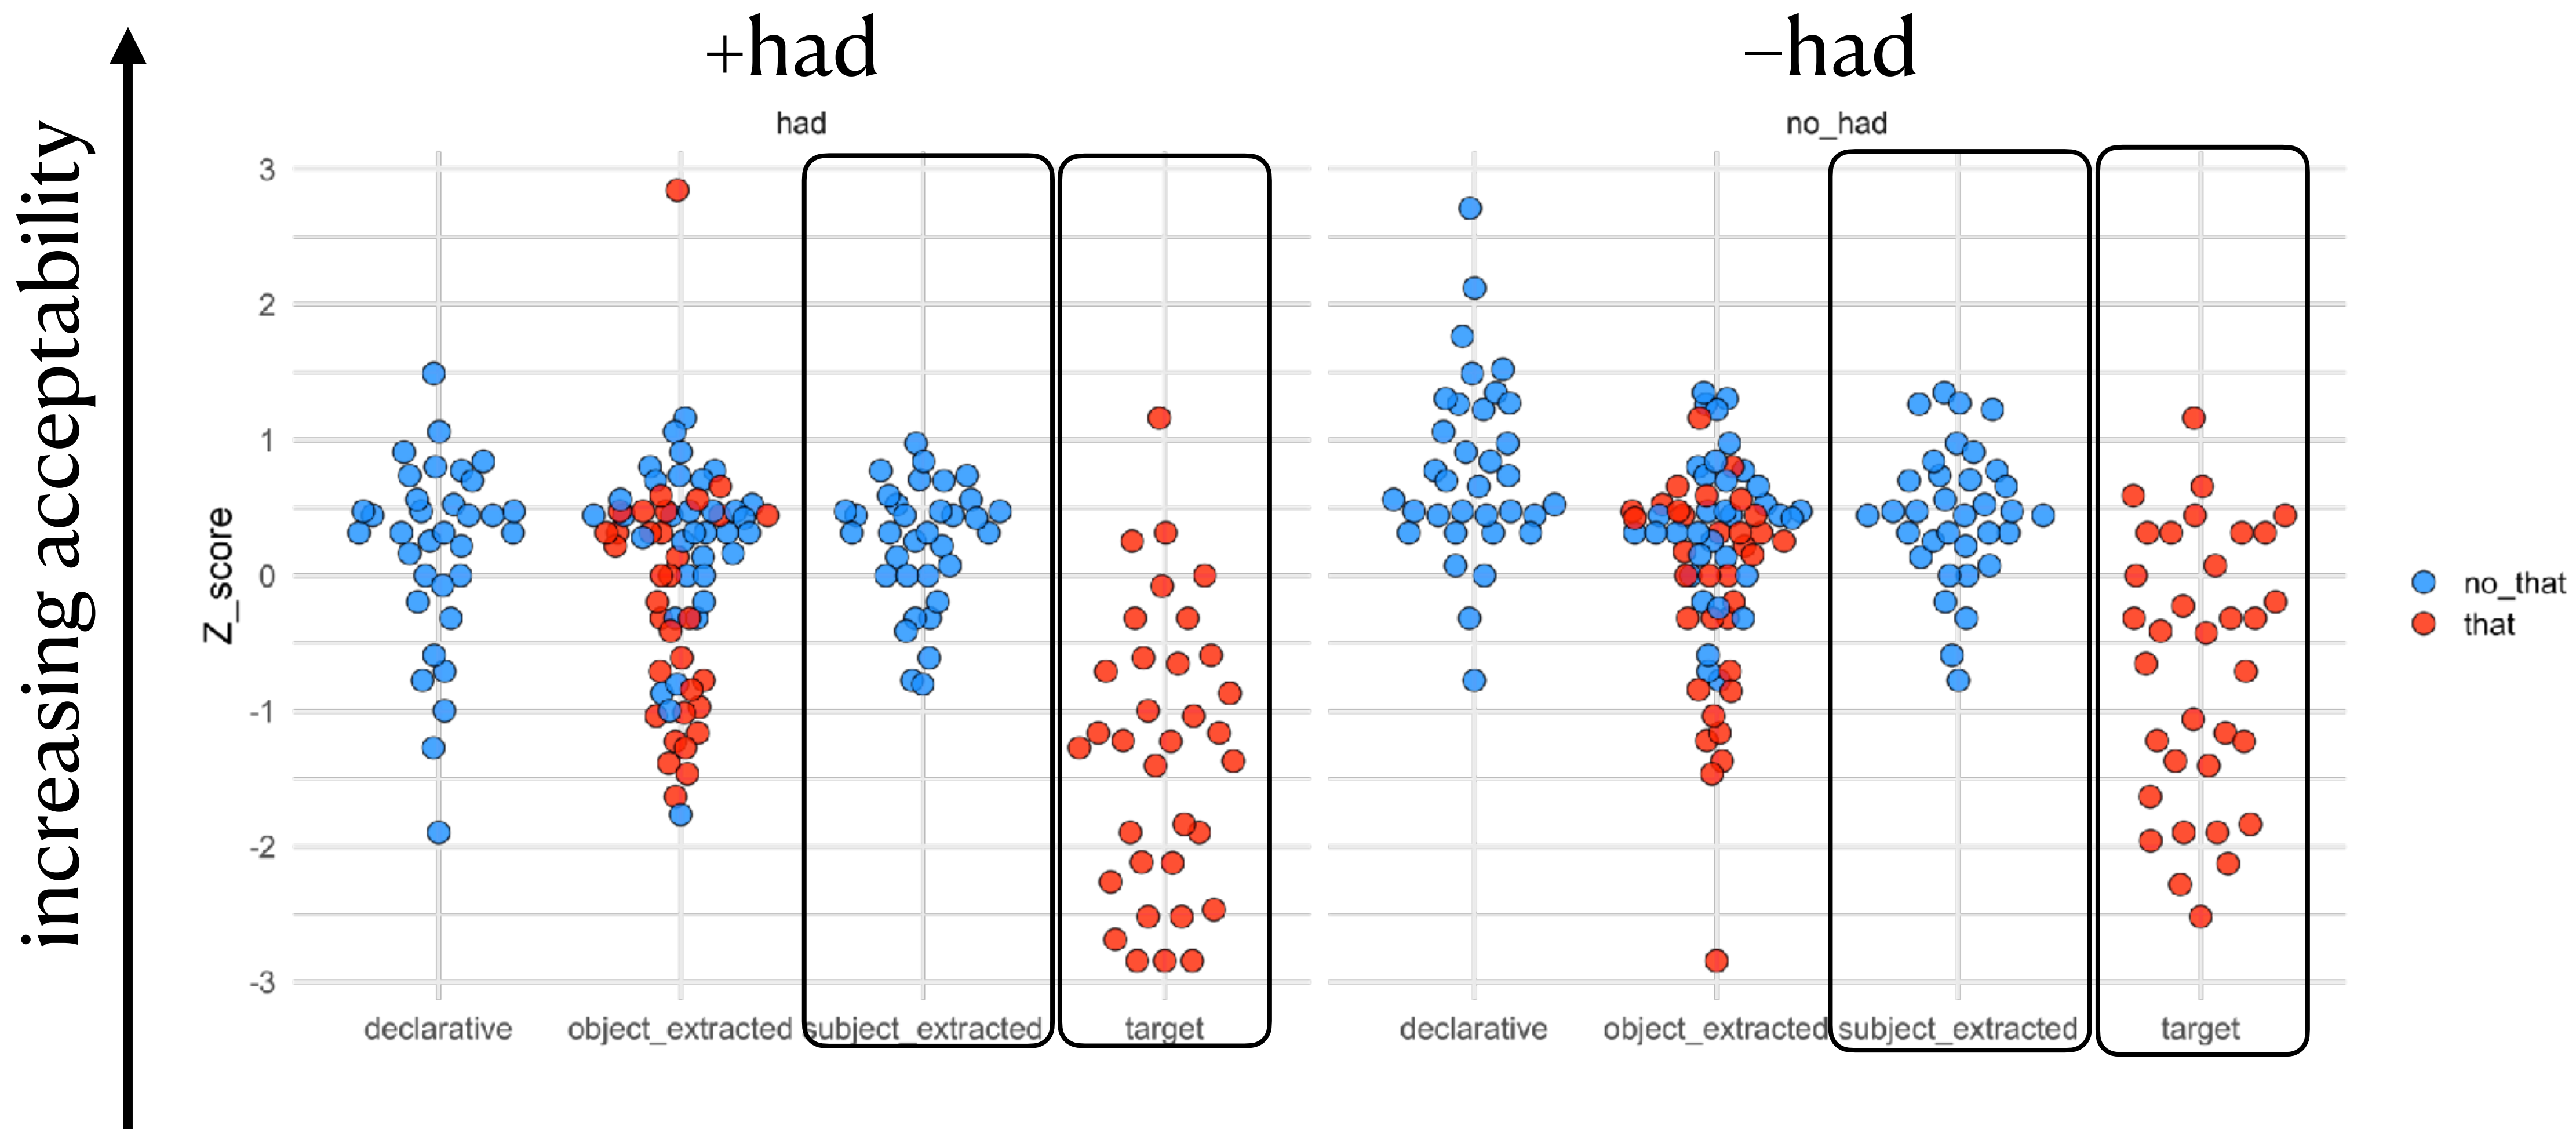 +had
−had
had
no_had
increasing acceptability
Z_score
3
2
1
0
-1
-2
-3
declarative
object_extracted
subject_extracted
target
declarative
object_extracted
subject_extracted
target
no_that
that